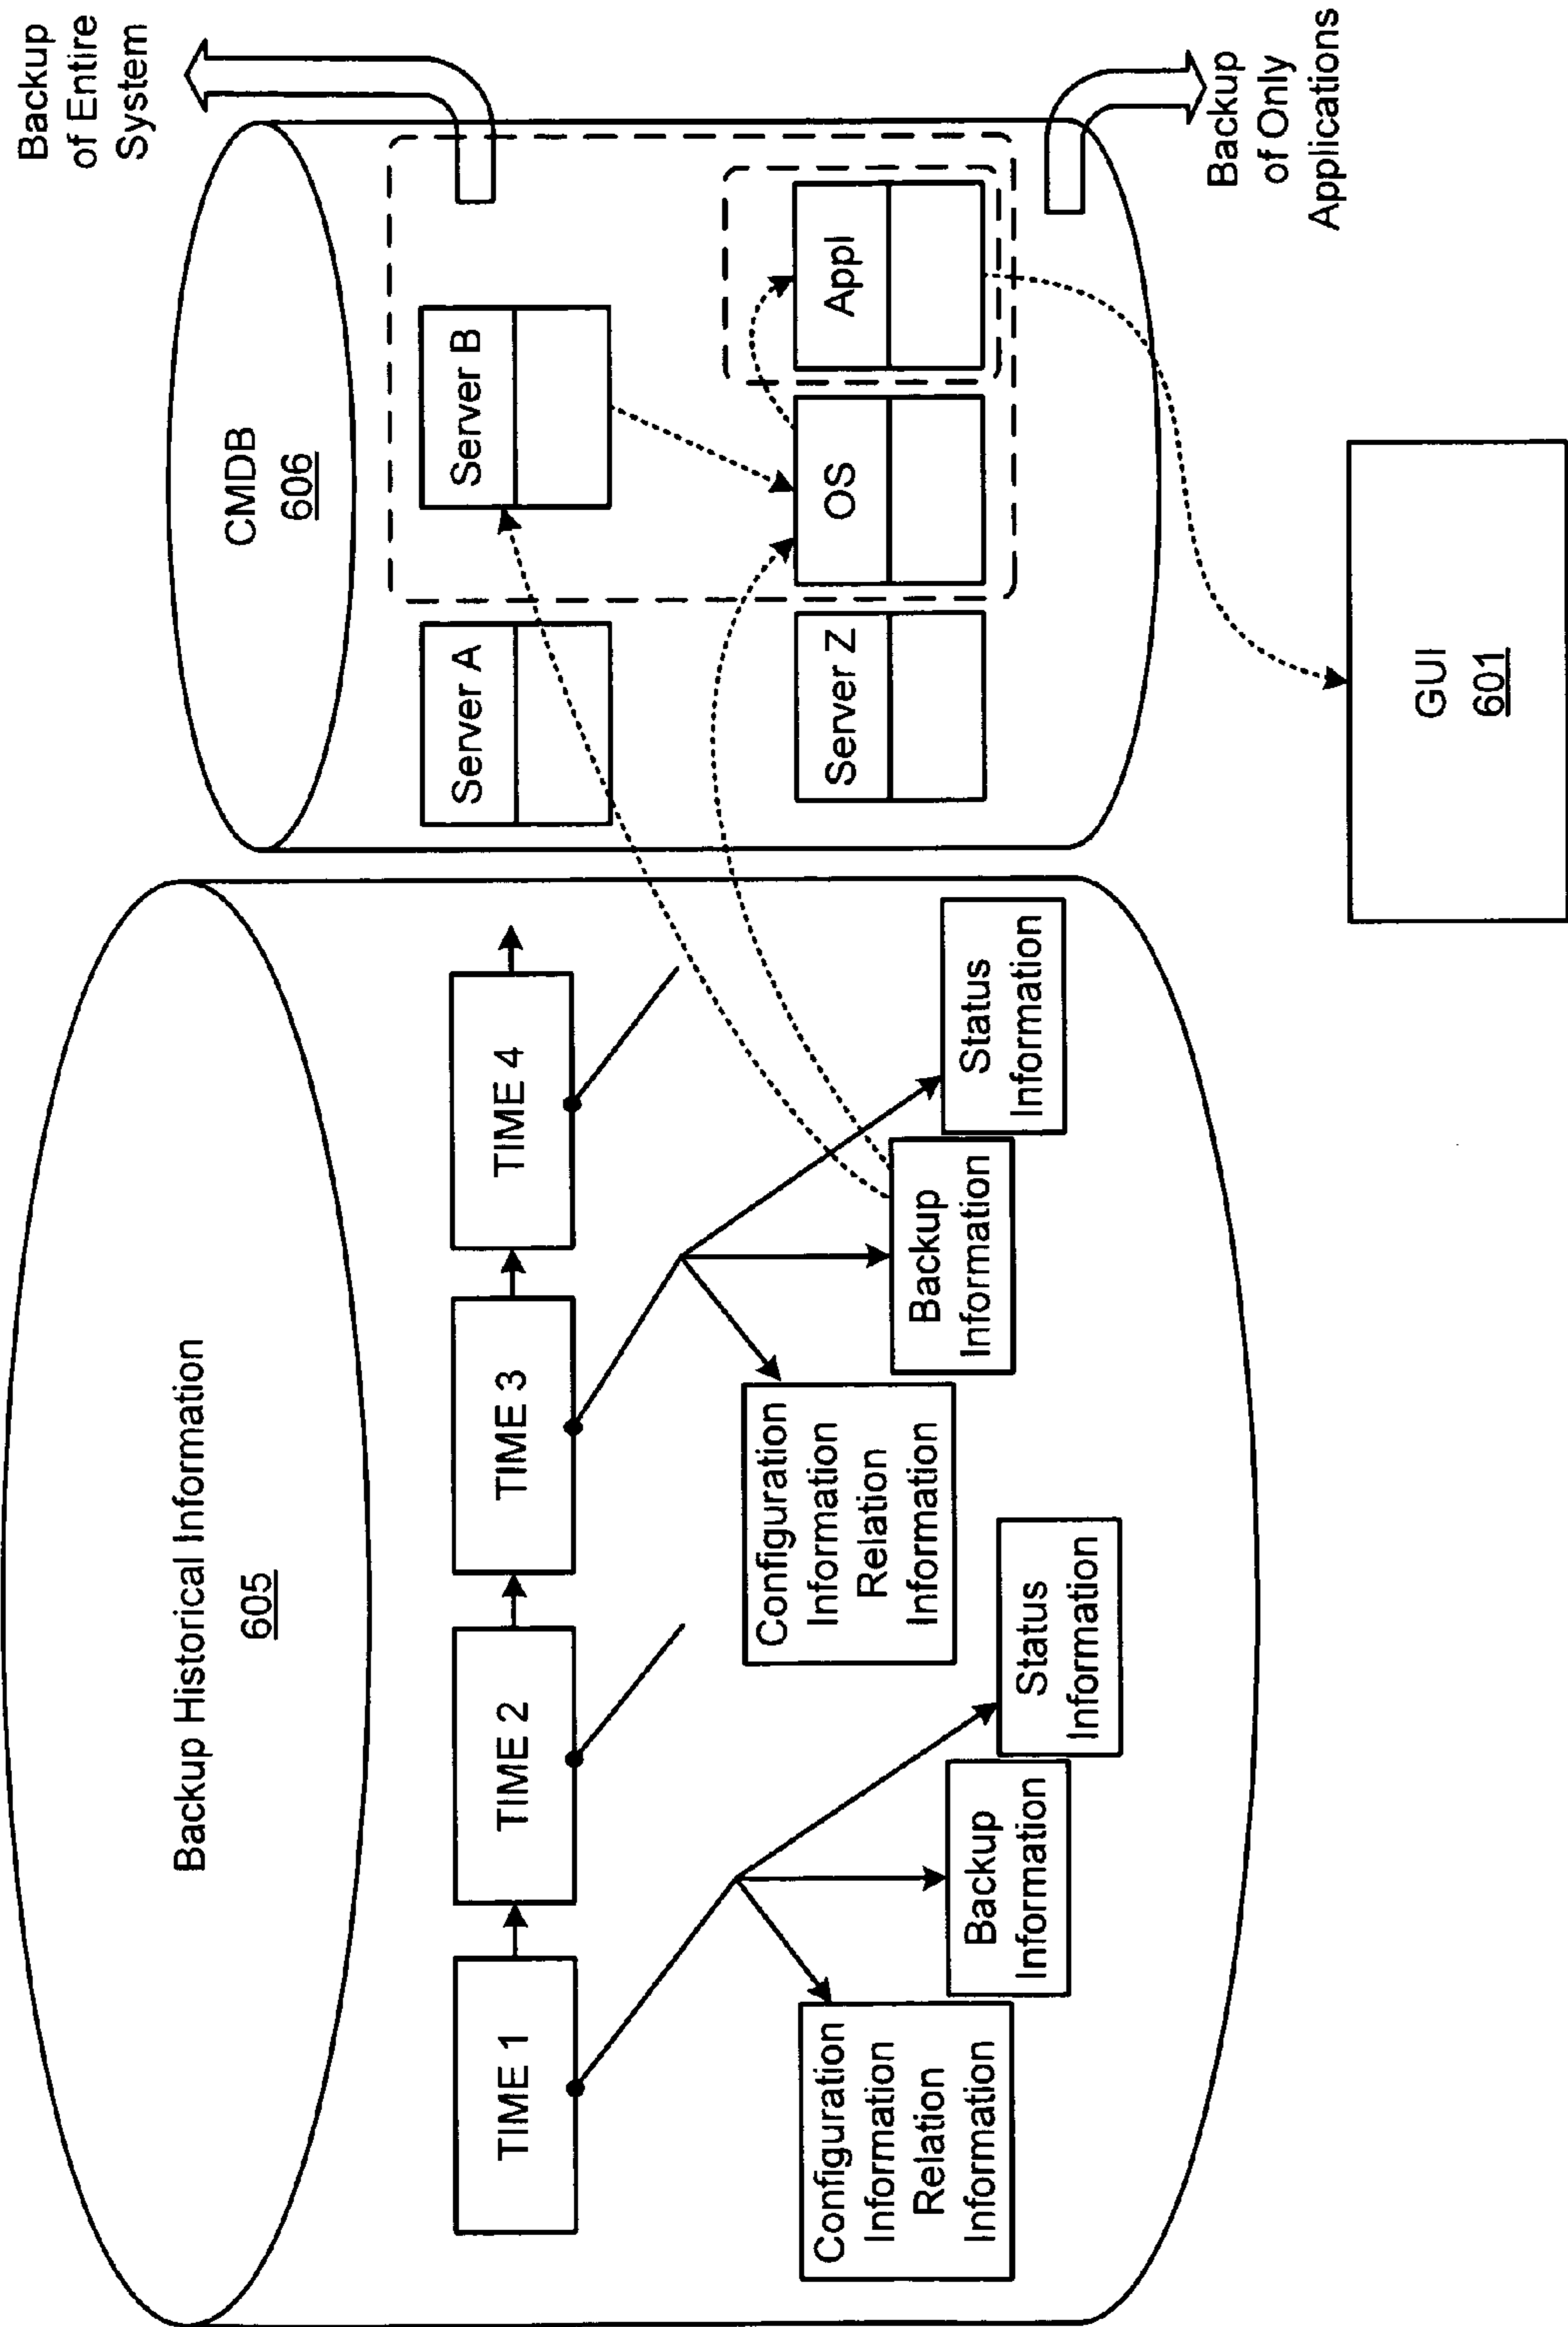 Backup Historical Information
605
TIME 1
TIME 2
TIME 3
TIME 4
Configuration
Information
Relation
Information
Backup
Information
Status
Information
Configuration
Information
Relation
Information
Backup
Information
Status
Information
CMDB
606
Server A
Server B
Server Z
OS
Appl
Backup
of Entire
System
Backup
of Only
Applications
GUI
601